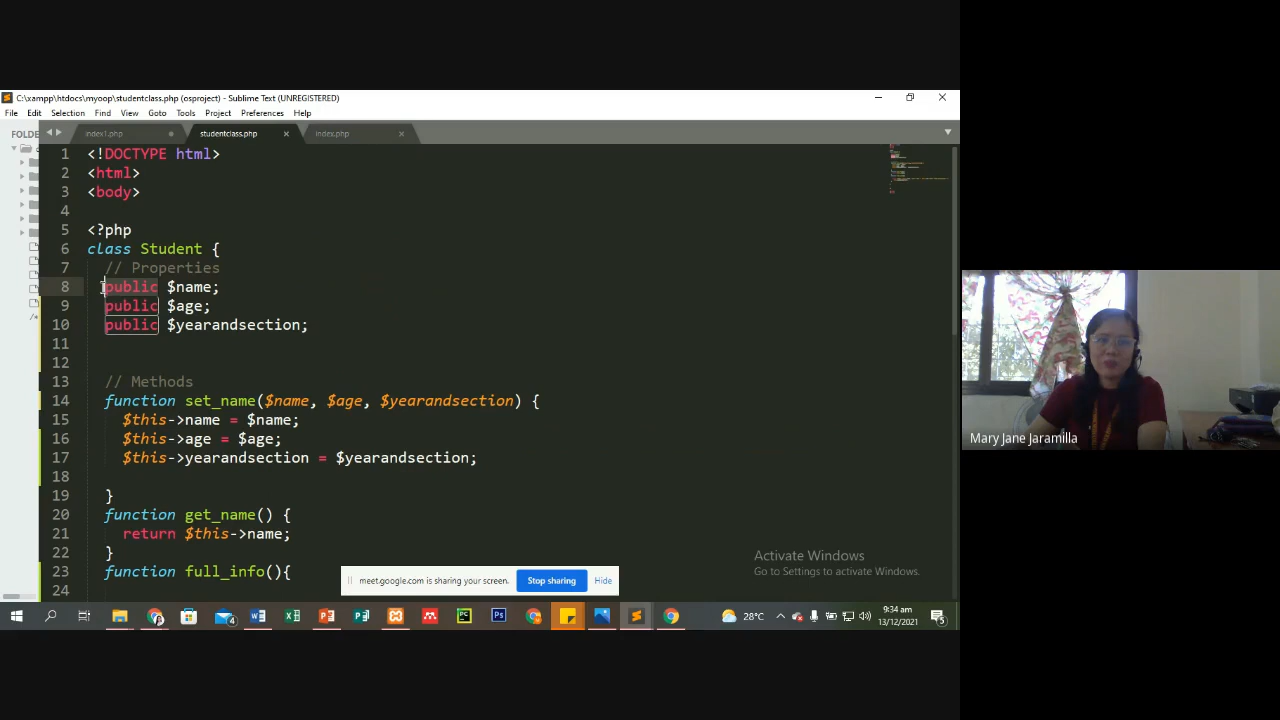 C:\xampp\htdocs\myoop\studentclass.php (osproject) - Sublime Text (UNREGISTERED)
File Edit Selection Find View Goto Tools Project Preferences Help
FOLDE
index1.php
studentclass.php
index.php
1 <!DOCTYPE html>
2 <html>
3 <body>
4
5 <?php
6 class Student {
7 // Properties
8 public $name;
9 public $age;
10 public $yearandsection;
11
12
13 // Methods
14 function set_name($name, $age, $yearandsection) {
15 $this->name = $name;
16 $this->age = $age;
17 $this->yearandsection = $yearandsection;
18
19 }
20 function get_name() {
21 return $this->name;
22 }
23 function full_info(){
24
/*
Activate Windows
Go to Settings to activate Windows.
meet.google.com is sharing your screen. Stop sharing Hide
28°C
9:34 am
13/12/2021
Mary Jane Jaramilla